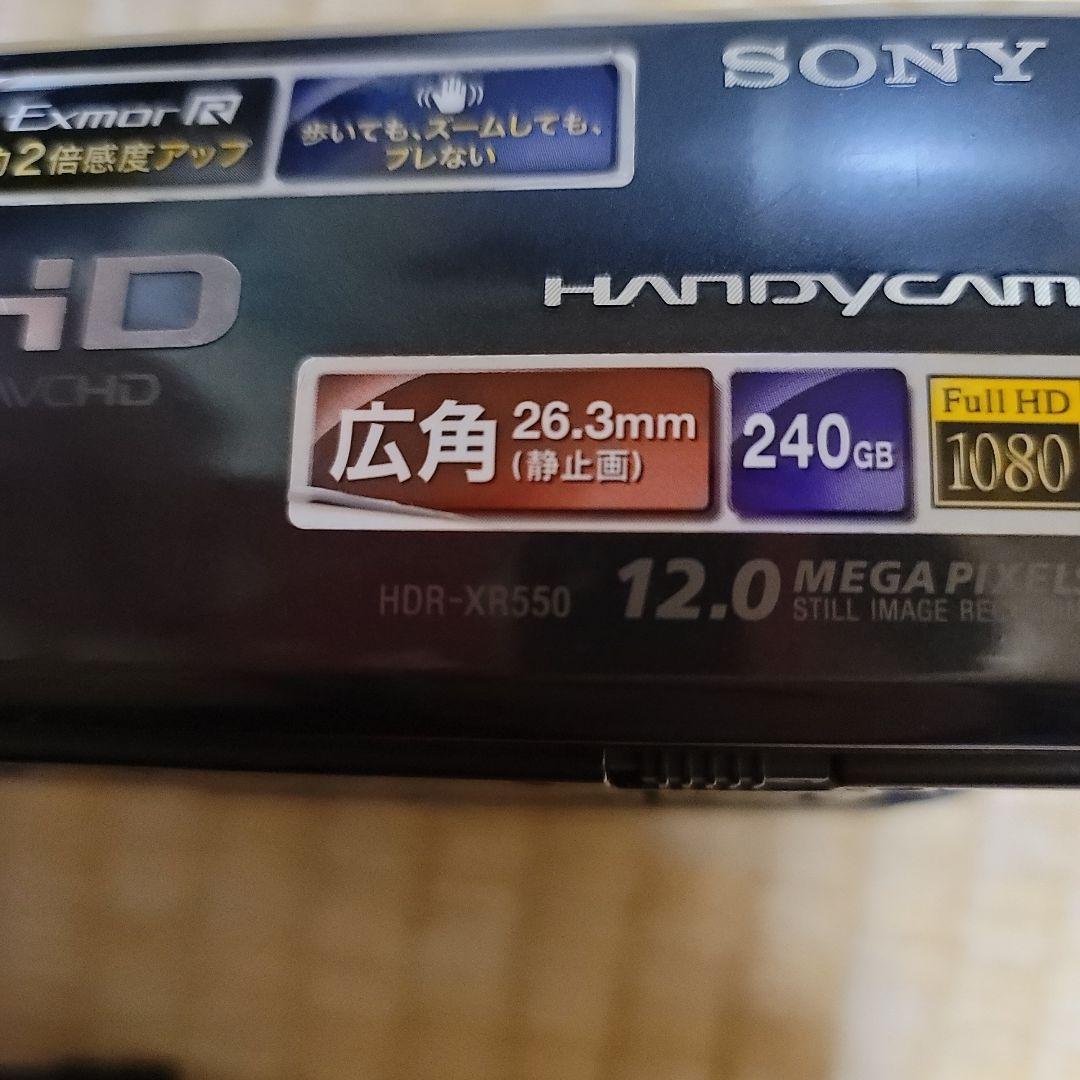 SONY
Exmor R
2倍感度アップ
歩いても、ズームしても、
ブレない
HD
AVCHD
HANDYCAM
広角 26.3mm
(静止画)
240GB
Full HD
1080
HDR-XR550
12.0 MEGA PIXELS
STILL IMAGE